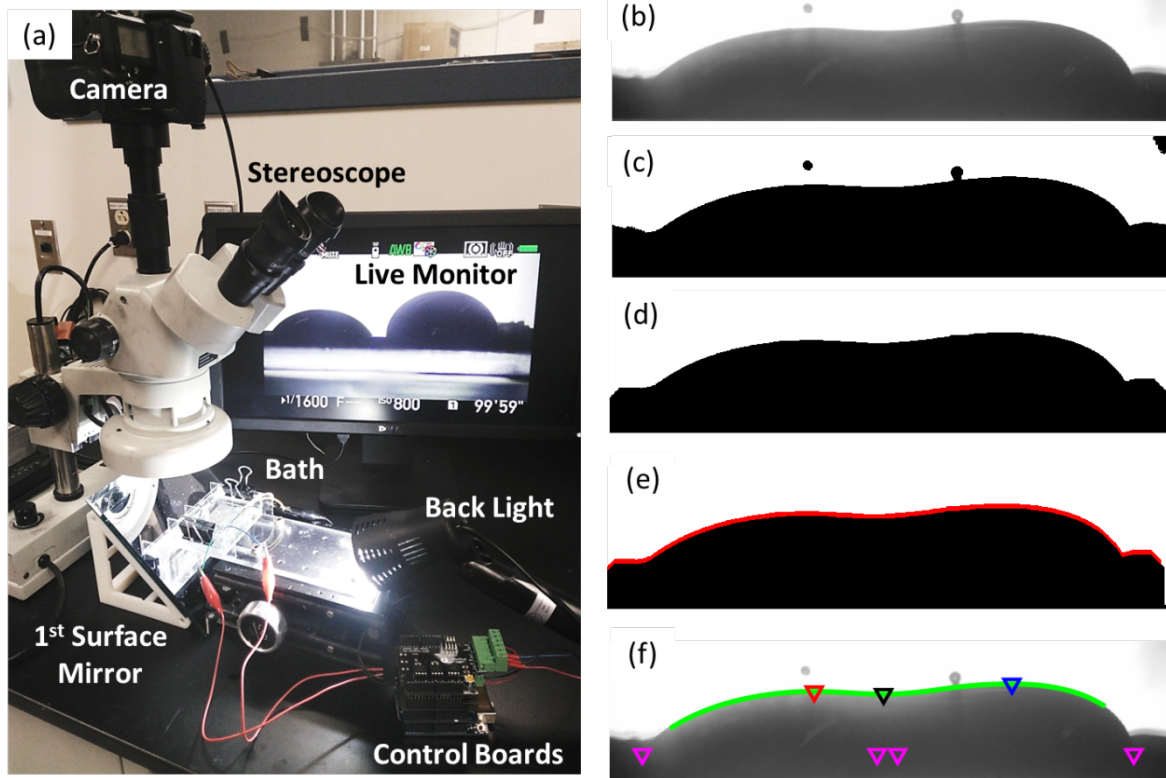 (a)
Camera
Stereoscope
AWB
OFF
Live Monitor
1/1600 F-- ISO 800 99'59"
Bath
Back Light
1st Surface
Mirror
Control Boards
(b)
(c)
(d)
(e)
(f)